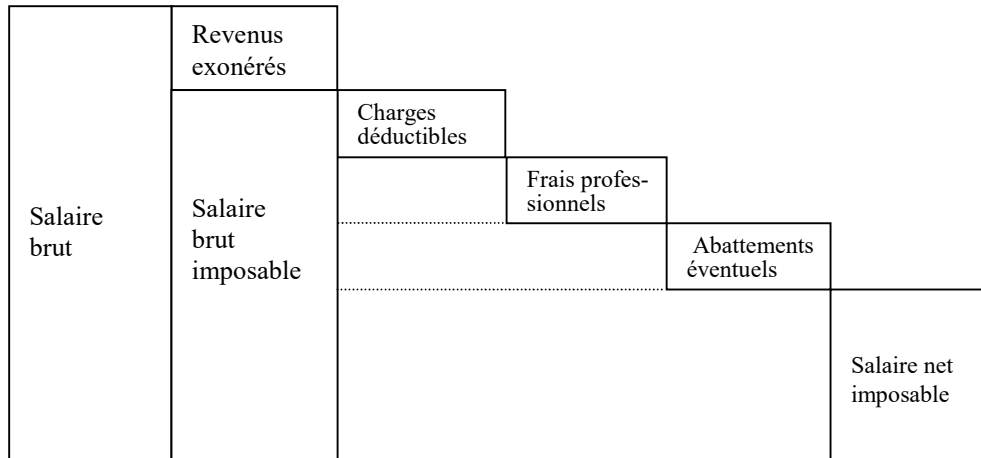 Revenus
exonérés
Charges
déductibles
Frais profes-
sionnels
Salaire
brut
Salaire
brut
imposable
Abattements
éventuels
Salaire net
imposable